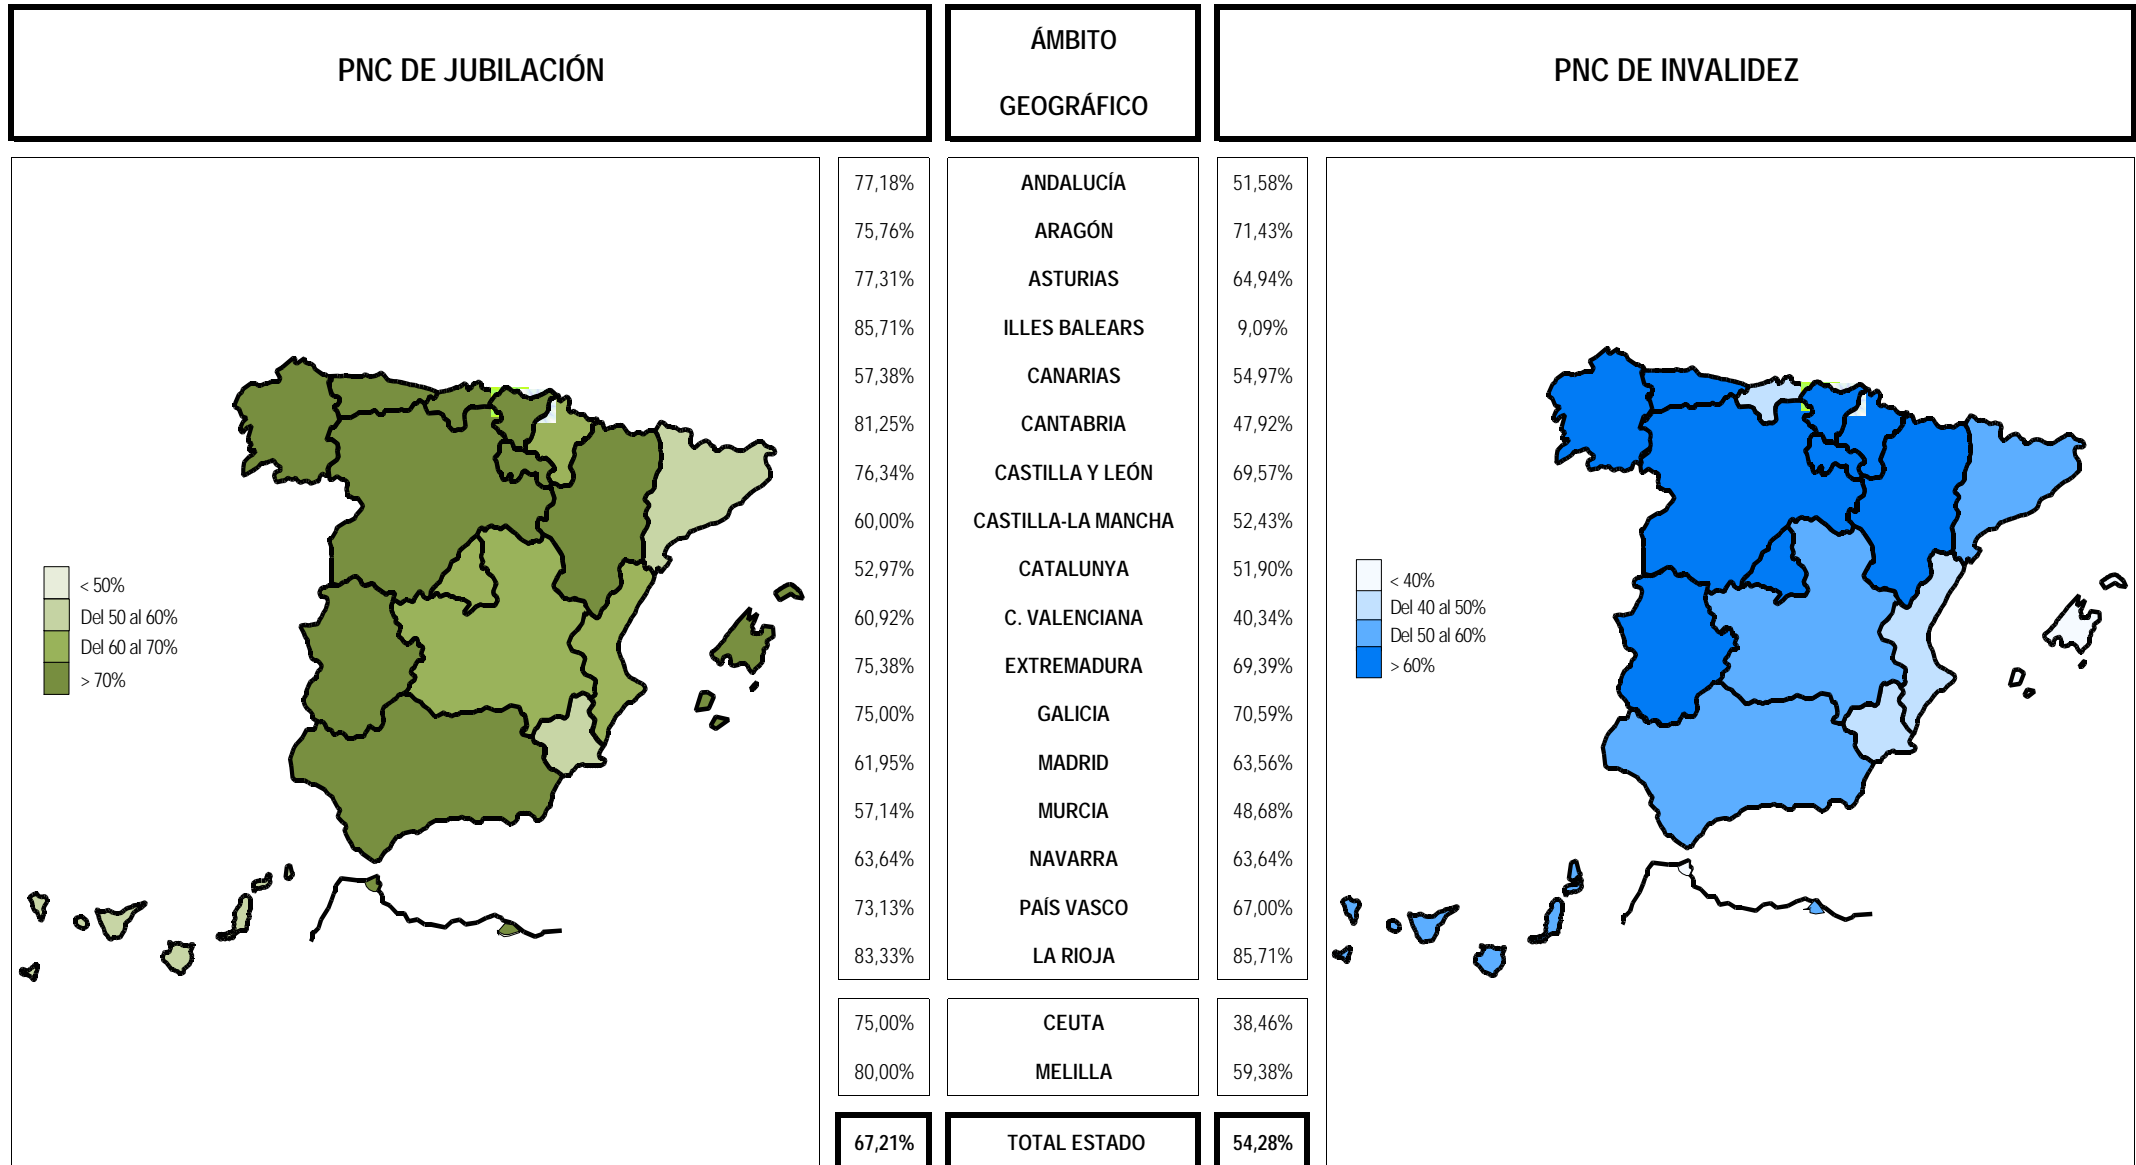 PNC DE JUBILACIÓN
ÁMBITO
GEOGRÁFICO
PNC DE INVALIDEZ
77,18% ANDALUCÍA 51,58%
75,76% ARAGÓN 71,43%
77,31% ASTURIAS 64,94%
85,71% ILLES BALEARS 9,09%
57,38% CANARIAS 54,97%
81,25% CANTABRIA 47,92%
76,34% CASTILLA Y LEÓN 69,57%
60,00% CASTILLA-LA MANCHA 52,43%
52,97% CATALUNYA 51,90%
60,92% C. VALENCIANA 40,34%
75,38% EXTREMADURA 69,39%
75,00% GALICIA 70,59%
61,95% MADRID 63,56%
57,14% MURCIA 48,68%
63,64% NAVARRA 63,64%
73,13% PAÍS VASCO 67,00%
83,33% LA RIOJA 85,71%
75,00% CEUTA 38,46%
80,00% MELILLA 59,38%
67,21% TOTAL ESTADO 54,28%
< 50%
Del 50 al 60%
Del 60 al 70%
> 70%
< 40%
Del 40 al 50%
Del 50 al 60%
> 60%